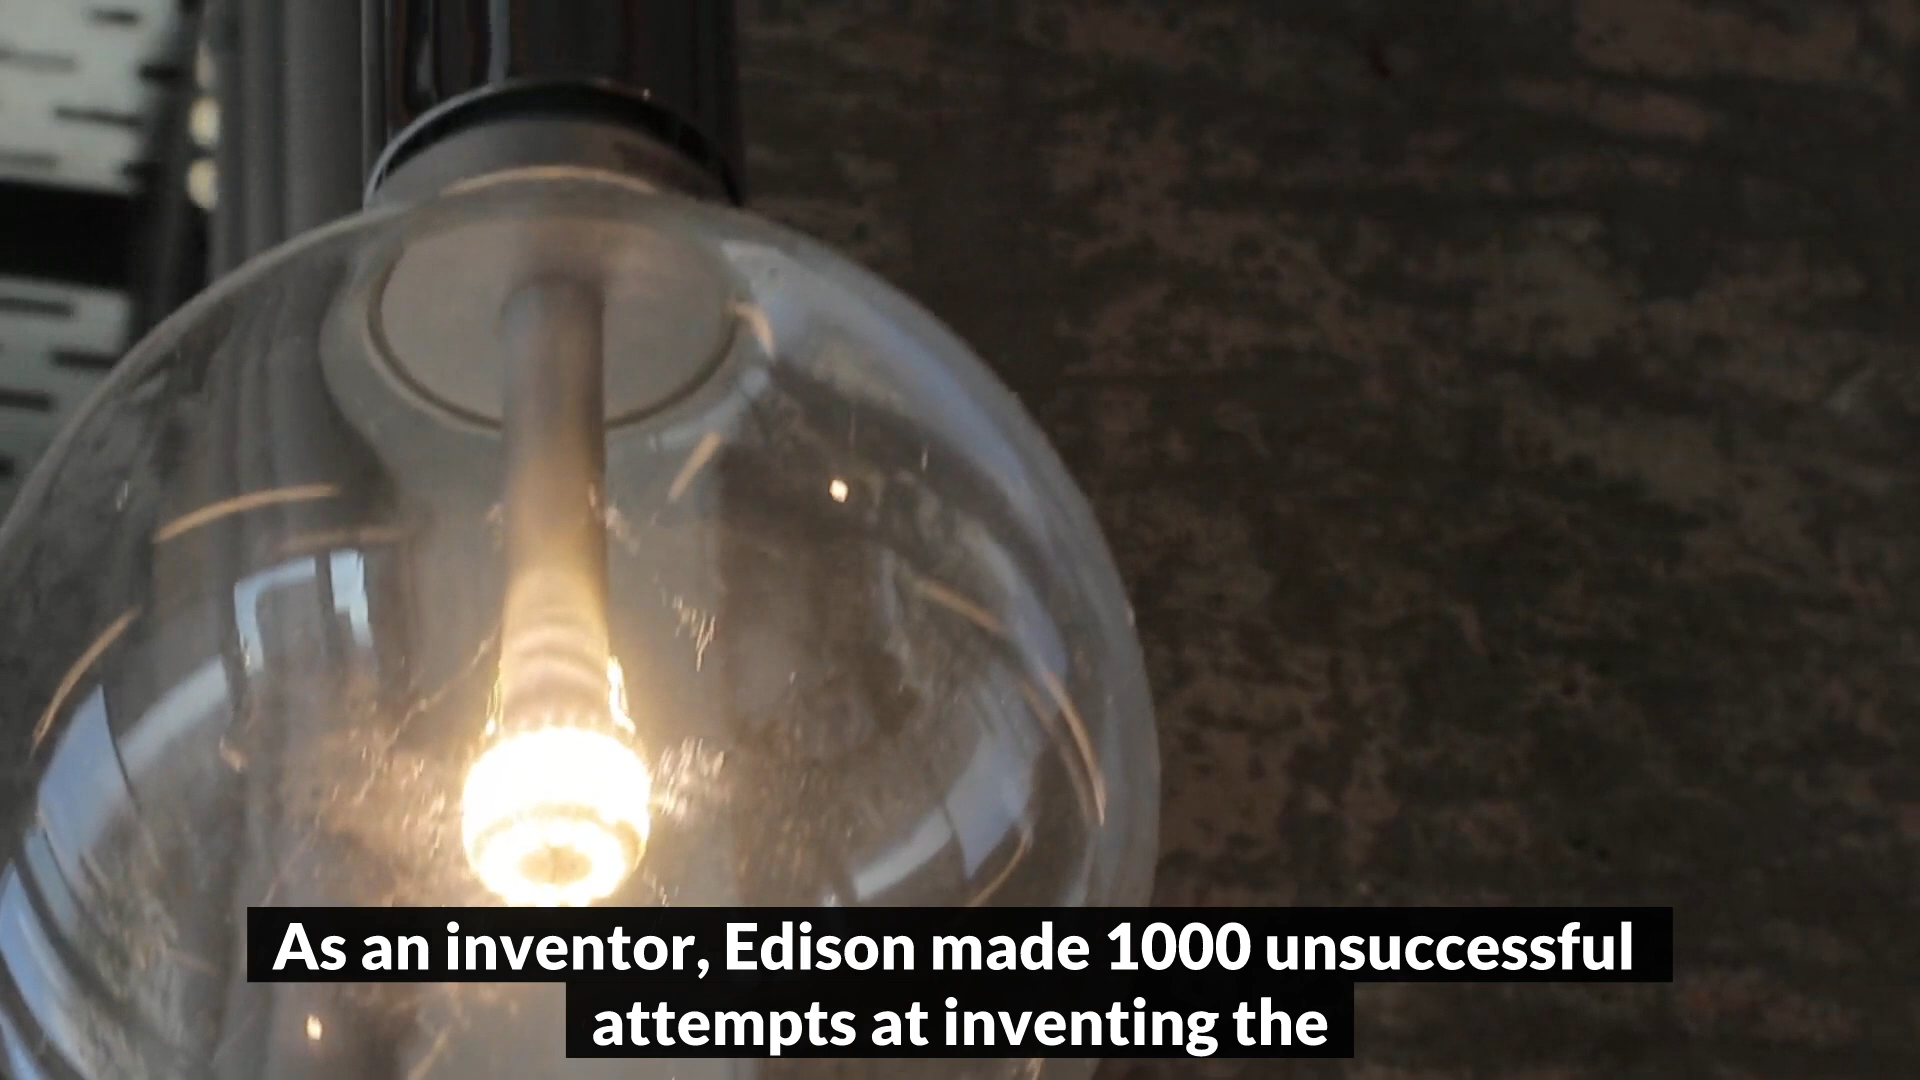 As an inventor, Edison made 1000 unsuccessful
attempts at inventing the